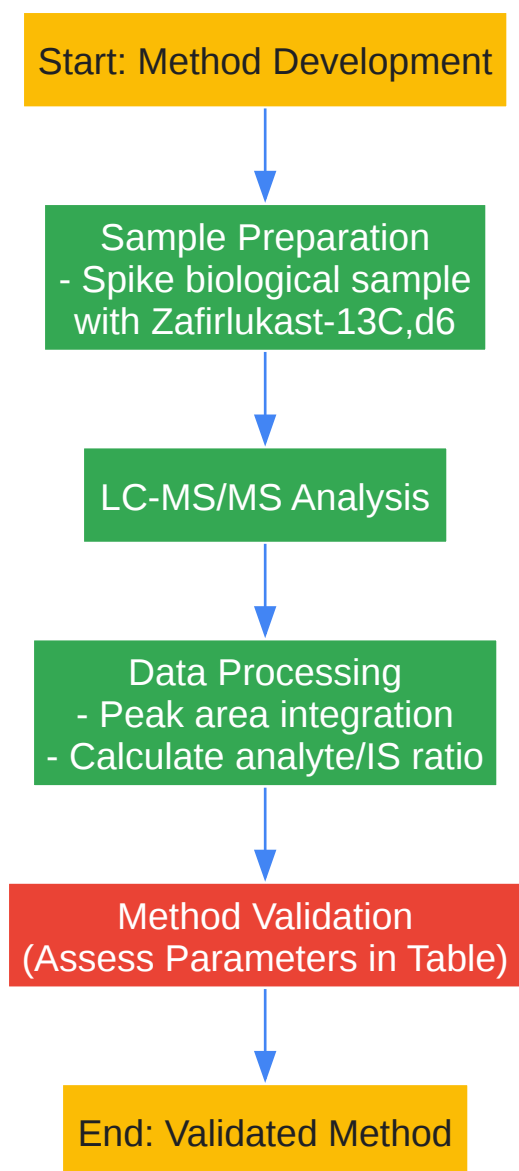 Start: Method Development
Sample Preparation
- Spike biological sample
with Zafirlukast-13C,d6
LC-MS/MS Analysis
Data Processing
- Peak area integration
- Calculate analyte/IS ratio
Method Validation
(Assess Parameters in Table)
End: Validated Method